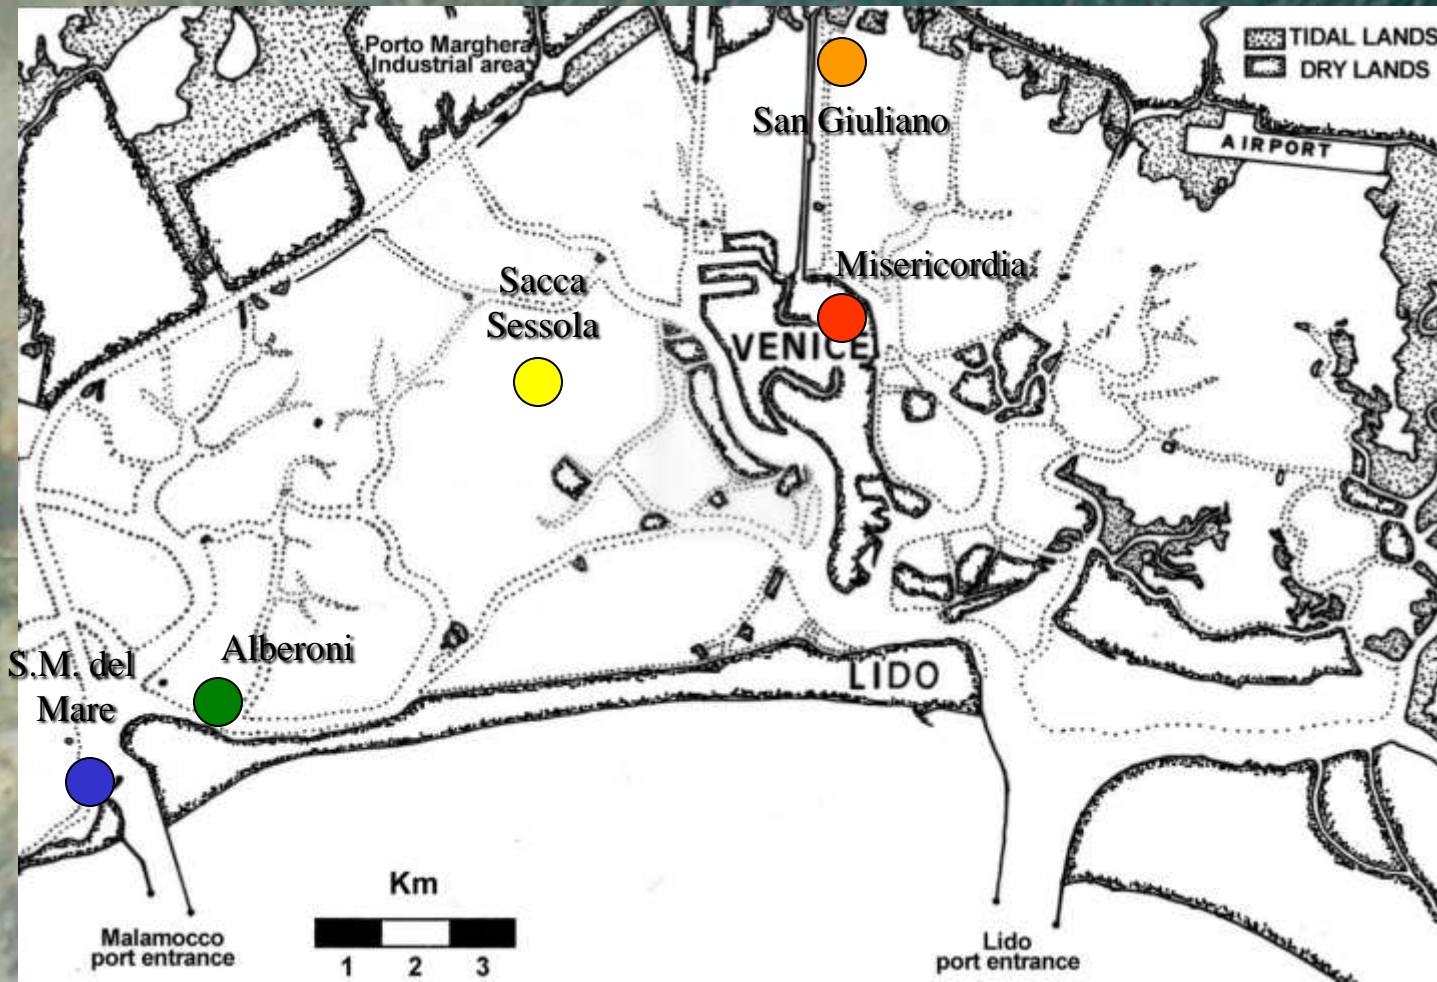 Porto Marghera
Industrial area
TIDAL LANDS
DRY LANDS
San Giuliano
AIRPORT
Sacca
Sessola
Misericordia
VENICE
S.M. del
Mare
Alberoni
LIDO
Km
1 2 3
Malamocco
port entrance
Lido
port entrance